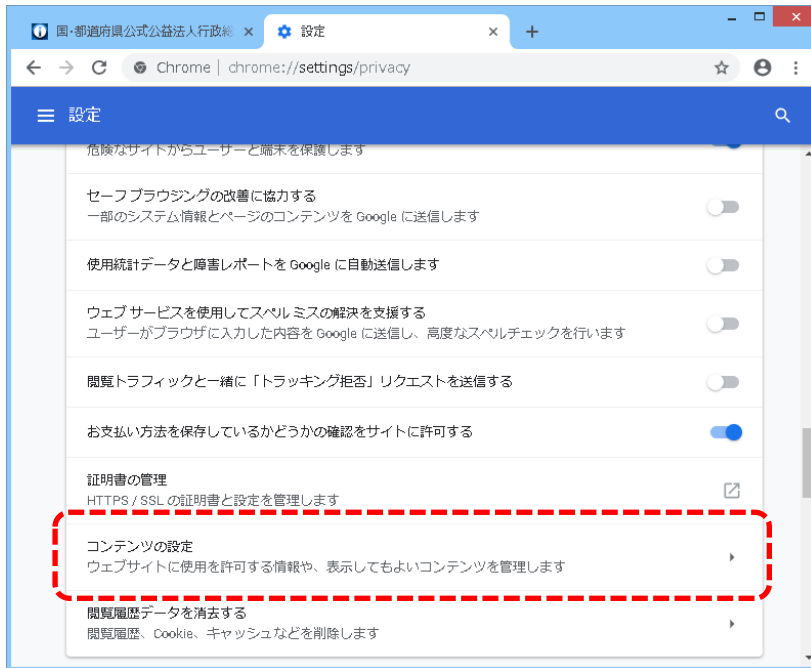 国・都道府県公式公益法人行政総
設定
Chrome | chrome://settings/privacy
設定
危険なサイトからユーザーと端末を保護します
セーフ ブラウジングの改善に協力する
一部のシステム情報とページのコンテンツを Google に送信します
使用統計データと障害レポートを Google に自動送信します
ウェブ サービスを使用してスペル ミスの解決を支援する
ユーザーがブラウザに入力した内容を Google に送信し、高度なスペルチェックを行います
閲覧トラフィックと一緒に「トラッキング拒否」リクエストを送信する
お支払い方法を保存しているかどうかの確認をサイトに許可する
証明書の管理
HTTPS / SSL の証明書と設定を管理します
コンテンツの設定
ウェブサイトに使用を許可する情報や、表示してもよいコンテンツを管理します
閲覧履歴データを消去する
閲覧履歴、Cookie、キャッシュなどを削除します